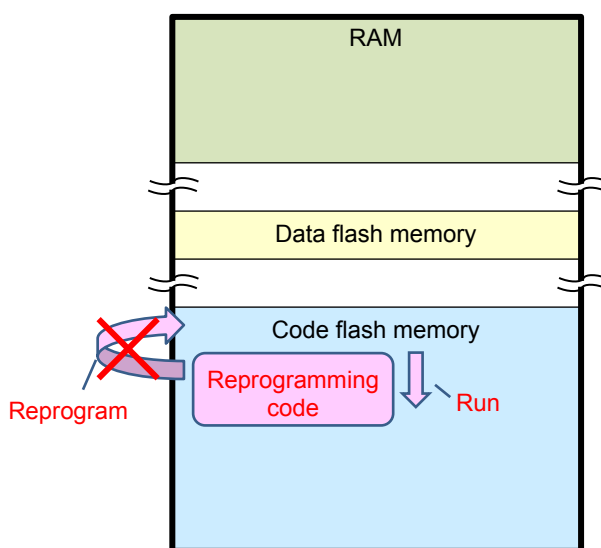 RAM
Data flash memory
Code flash memory
Reprogramming
code
Run
Reprogram